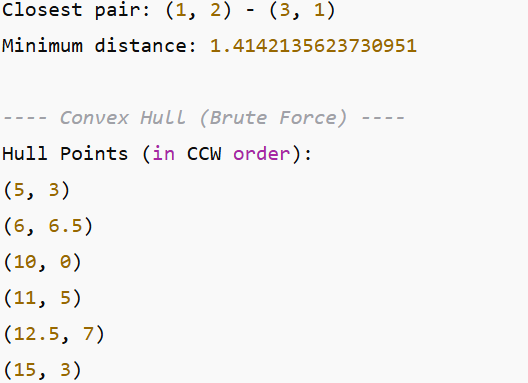 Closest pair: (1, 2) - (3, 1)
Minimum distance: 1.4142135623730951
---- Convex Hull (Brute Force) ----
Hull Points (in CCW order):
(5, 3)
(6, 6.5)
(10, 0)
(11, 5)
(12.5, 7)
(15, 3)